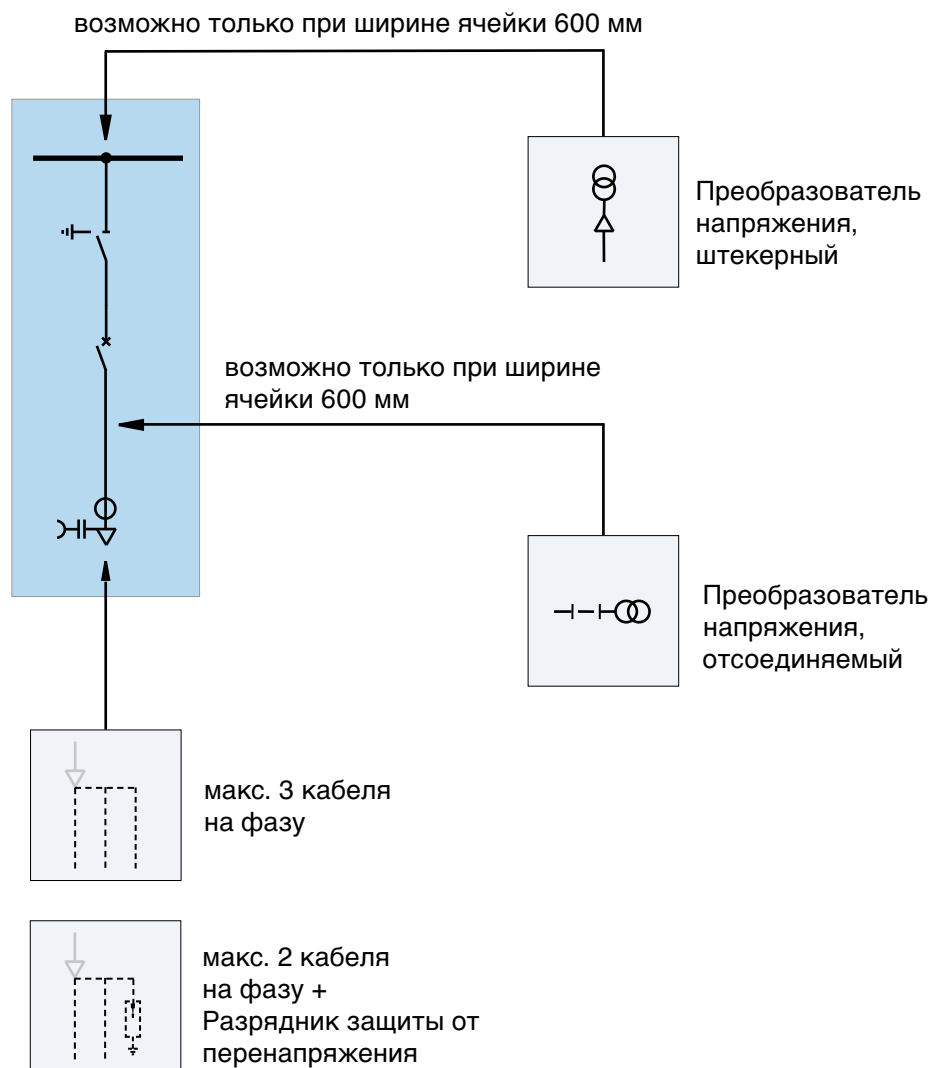 возможно только при ширине ячейки 600 мм
Преобразователь
напряжения,
штекерный
возможно только при ширине
ячейки 600 мм
Преобразователь
напряжения,
отсоединяемый
макс. 3 кабеля
на фазу
макс. 2 кабеля
на фазу +
Разрядник защиты от
перенапряжения